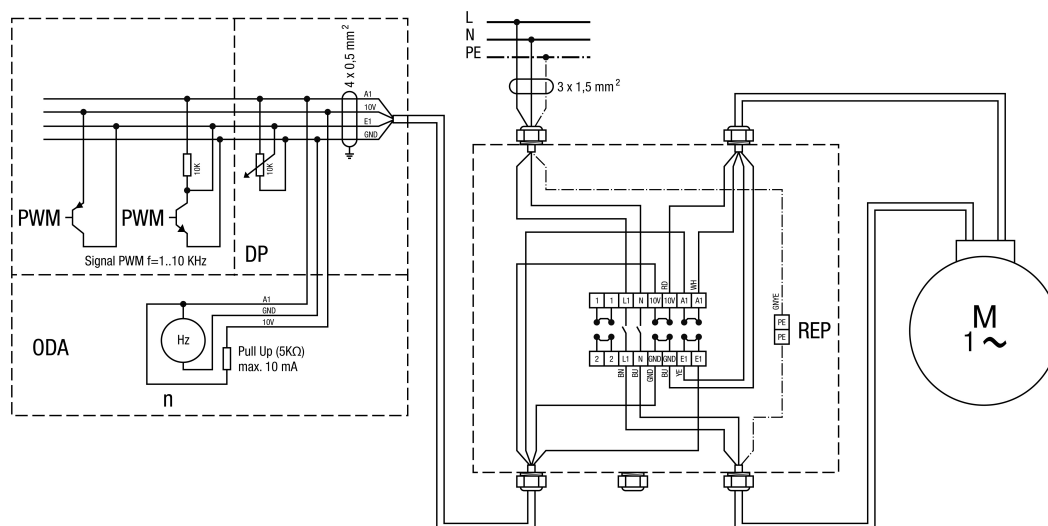 L
N
PE
3 x 1,5 mm²
4 x 0,5 mm²
A1
10V
E1
GND
10K
10K
PWM
PWM
Signal PWM f=1..10 KHz
DP
ODA
A1
GND
10V
Hz
Pull Up (5KΩ)
max. 10 mA
n
RD
WH
GNYE
1 1 L1 N 10V 10V A1 A1
2 2 L1 N GND GND E1 E1
BN
BU
GND
BU
YE
PE
PE
REP
M
1~